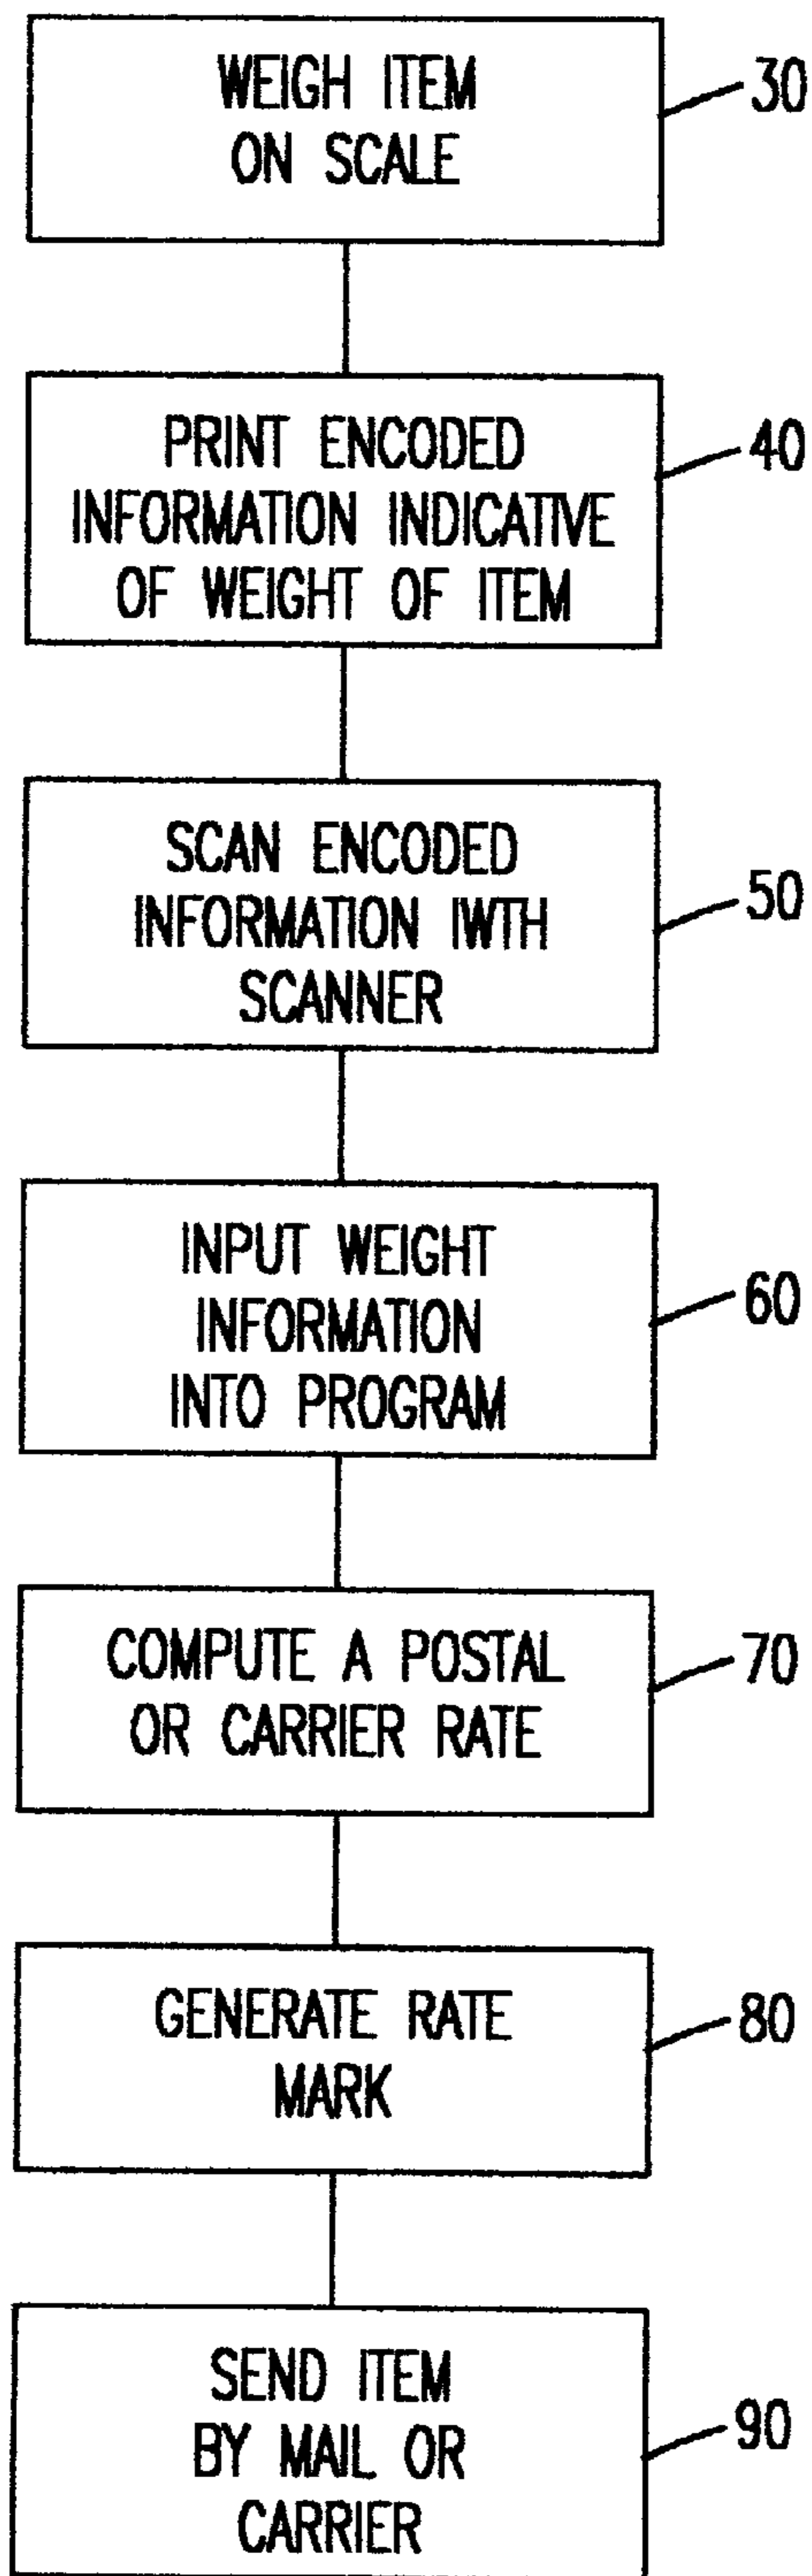 WEIGH ITEM
ON SCALE
30
PRINT ENCODED
INFORMATION INDICATIVE
OF WEIGHT OF ITEM
40
SCAN ENCODED
INFORMATION IWTH
SCANNER
50
INPUT WEIGHT
INFORMATION
INTO PROGRAM
60
COMPUTE A POSTAL
OR CARRIER RATE
70
GENERATE RATE
MARK
80
SEND ITEM
BY MAIL OR
CARRIER
90